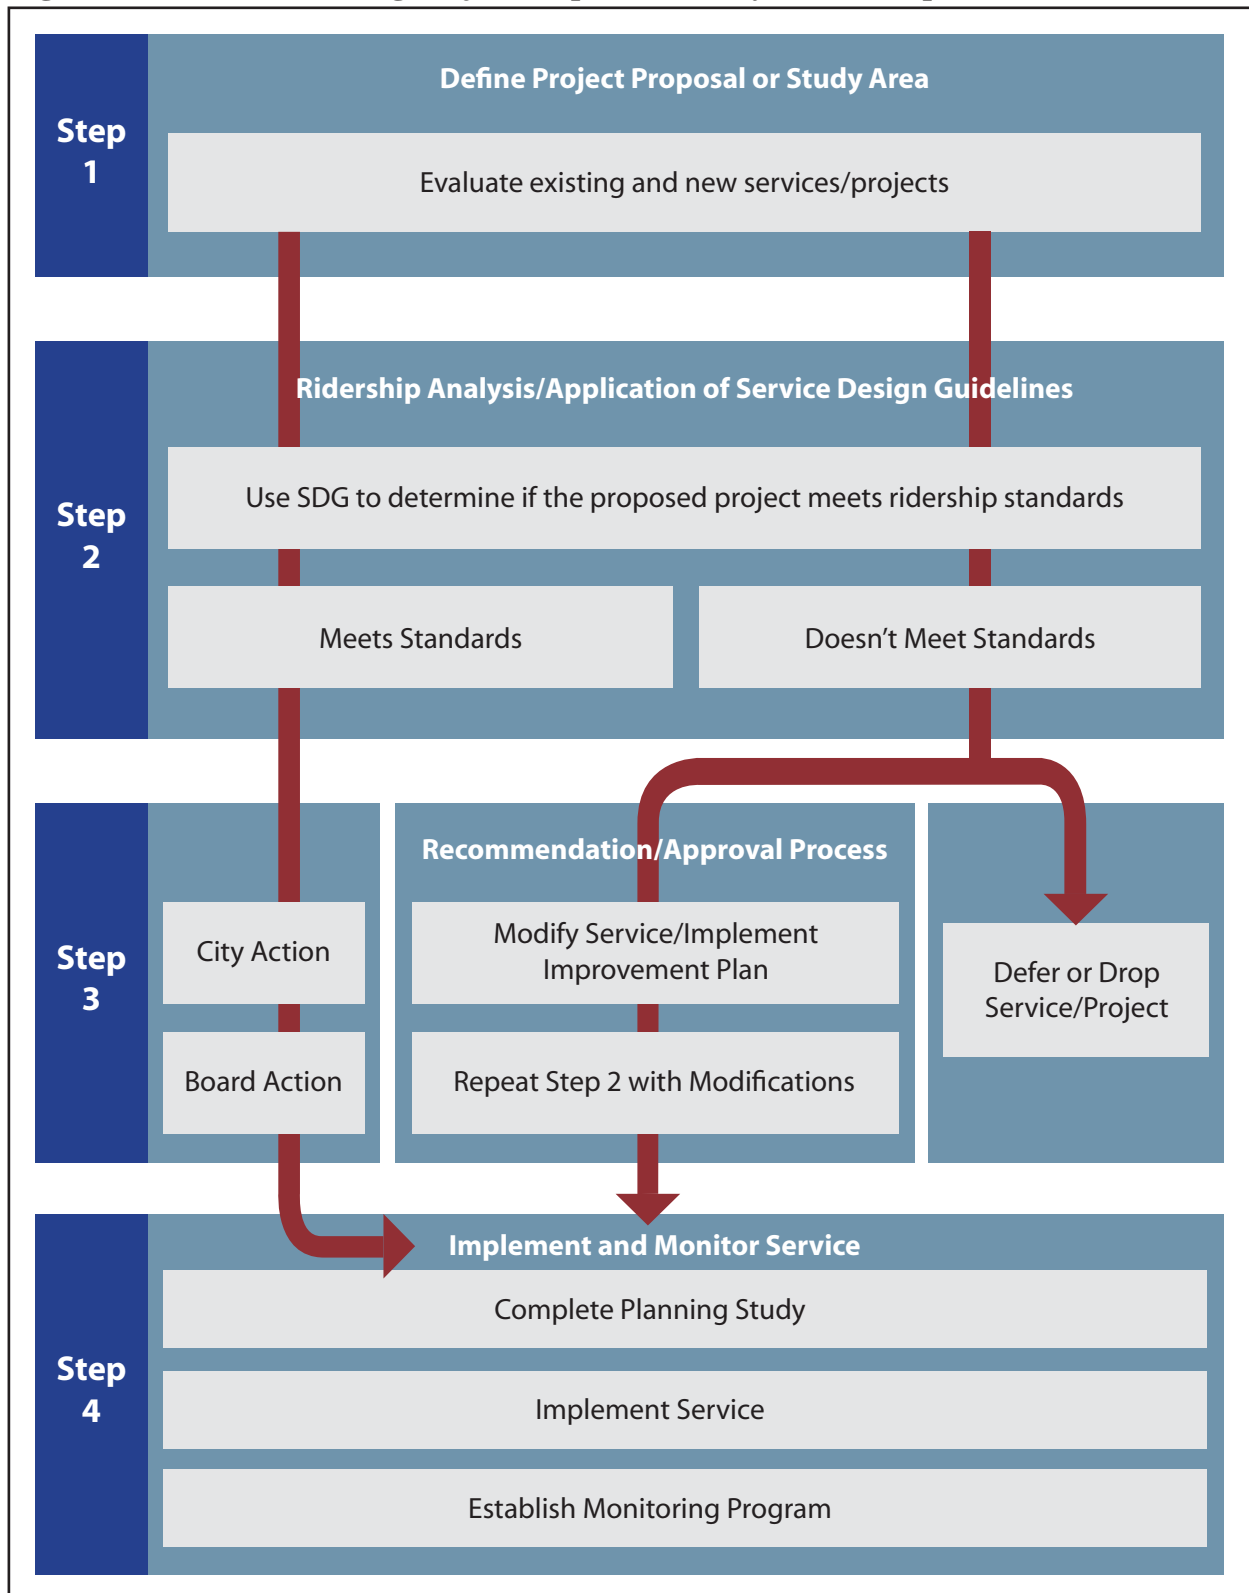 Step
1
Define Project Proposal or Study Area
Evaluate existing and new services/projects
Step
2
Ridership Analysis/Application of Service Design Guidelines
Use SDG to determine if the proposed project meets ridership standards
Meets Standards
Doesn't Meet Standards
Step
3
Recommendation/Approval Process
City Action
Board Action
Modify Service/Implement
Improvement Plan
Repeat Step 2 with Modifications
Defer or Drop
Service/Project
Step
4
Implement and Monitor Service
Complete Planning Study
Implement Service
Establish Monitoring Program